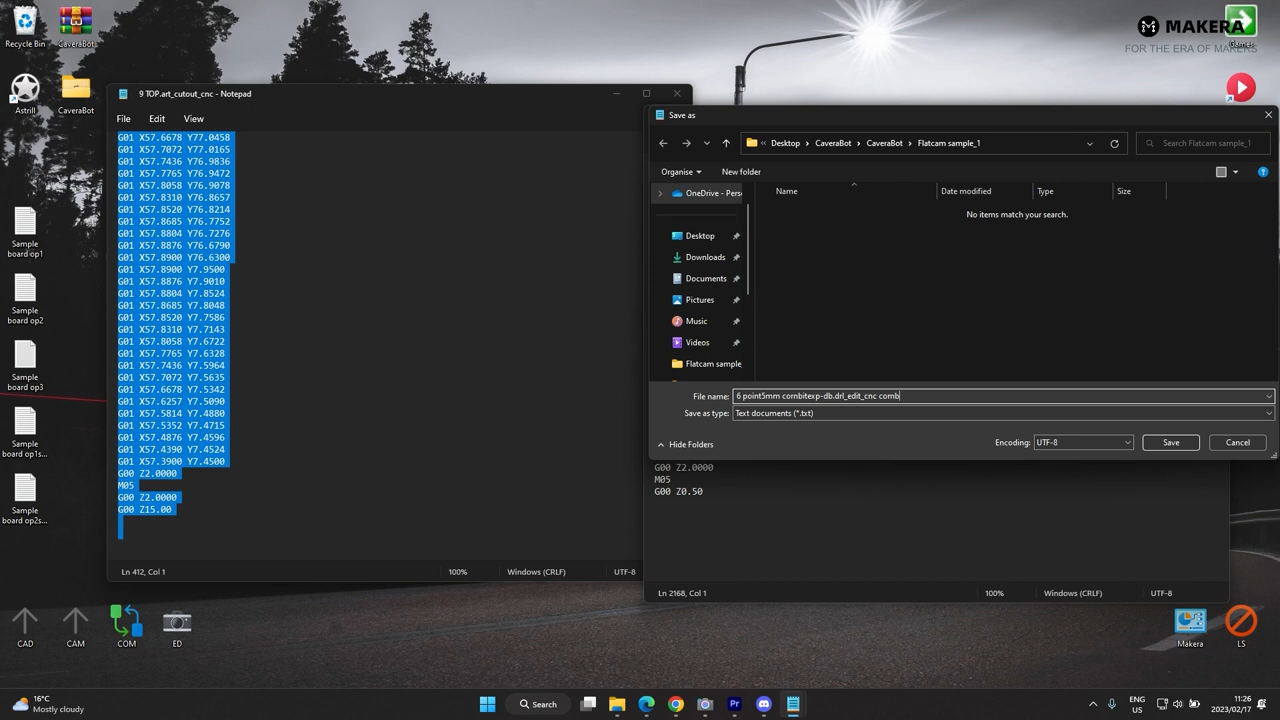 Recycle Bin
CaveraBot
MAKERA
FOR THE ERA OF MAKERS
Astrill
CaveraBot
9 TOP.art_cutout_cnc - Notepad
File Edit View
G01 X57.6678 Y77.0458
G01 X57.7072 Y77.0165
G01 X57.7436 Y76.9836
G01 X57.7765 Y76.9472
G01 X57.8058 Y76.9078
G01 X57.8310 Y76.8657
G01 X57.8520 Y76.8214
G01 X57.8685 Y76.7752
G01 X57.8804 Y76.7276
G01 X57.8876 Y76.6790
G01 X57.8900 Y76.6300
G01 X57.8900 Y7.9500
G01 X57.8876 Y7.9010
G01 X57.8804 Y7.8524
G01 X57.8685 Y7.8048
G01 X57.8520 Y7.7586
G01 X57.8310 Y7.7143
G01 X57.8058 Y7.6722
G01 X57.7765 Y7.6328
G01 X57.7436 Y7.5964
G01 X57.7072 Y7.5635
G01 X57.6678 Y7.5342
G01 X57.6257 Y7.5090
G01 X57.5814 Y7.4880
G01 X57.5352 Y7.4715
G01 X57.4876 Y7.4596
G01 X57.4390 Y7.4524
G01 X57.3900 Y7.4500
G00 Z2.0000
M05
G00 Z2.0000
G00 Z15.00
Ln 412, Col 1 100% Windows (CRLF) UTF-8
Save as
« Desktop › CaveraBot › CaveraBot › Flatcam sample_1
Search Flatcam sample_1
Organise New folder
OneDrive - Pers
Desktop
Downloads
Documents
Pictures
Music
Videos
Flatcam sample
Name Date modified Type Size
No items match your search.
File name: 6 point5mm cornbitexp-db.drl_edit_cnc comb
Save as type: Text documents (*.txt)
Hide Folders Encoding: UTF-8 Save Cancel
G00 Z2.0000
M05
G00 Z0.50
Ln 2168, Col 1 100% Windows (CRLF) UTF-8
Sample
board op1
Sample
board op2
Sample
board op3
Sample
board op1s...
Sample
board op2s...
CAD CAM COM ED
Makera LS
16°C
Mostly cloudy
Search
Pr
ENG
US
11:26
2023/02/17